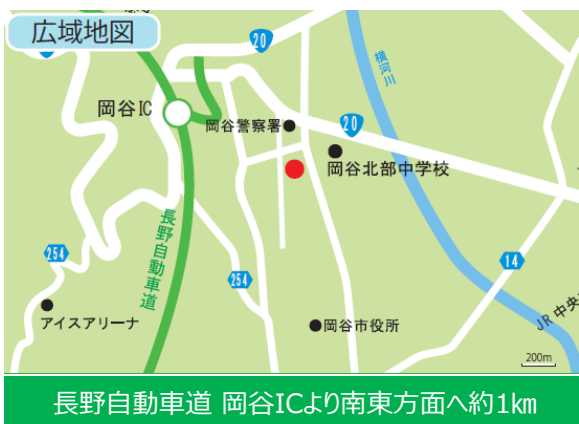 広域地図
20
岡谷IC
横河川
岡谷警察署
20
岡谷北部中学校
長野自動車道
254
254
14
アイスアリーナ
岡谷市役所
JR 中央
200m
長野自動車道 岡谷ICより南東方面へ約1km